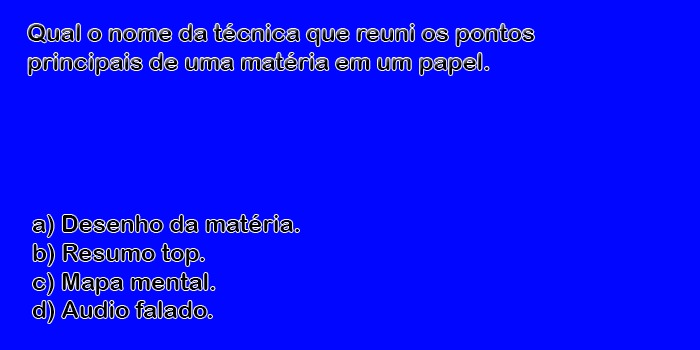 Qual o nome da técnica que reuni os pontos
principais de uma matéria em um papel.
a) Desenho da matéria.
b) Resumo top.
c) Mapa mental.
d) Audio falado.